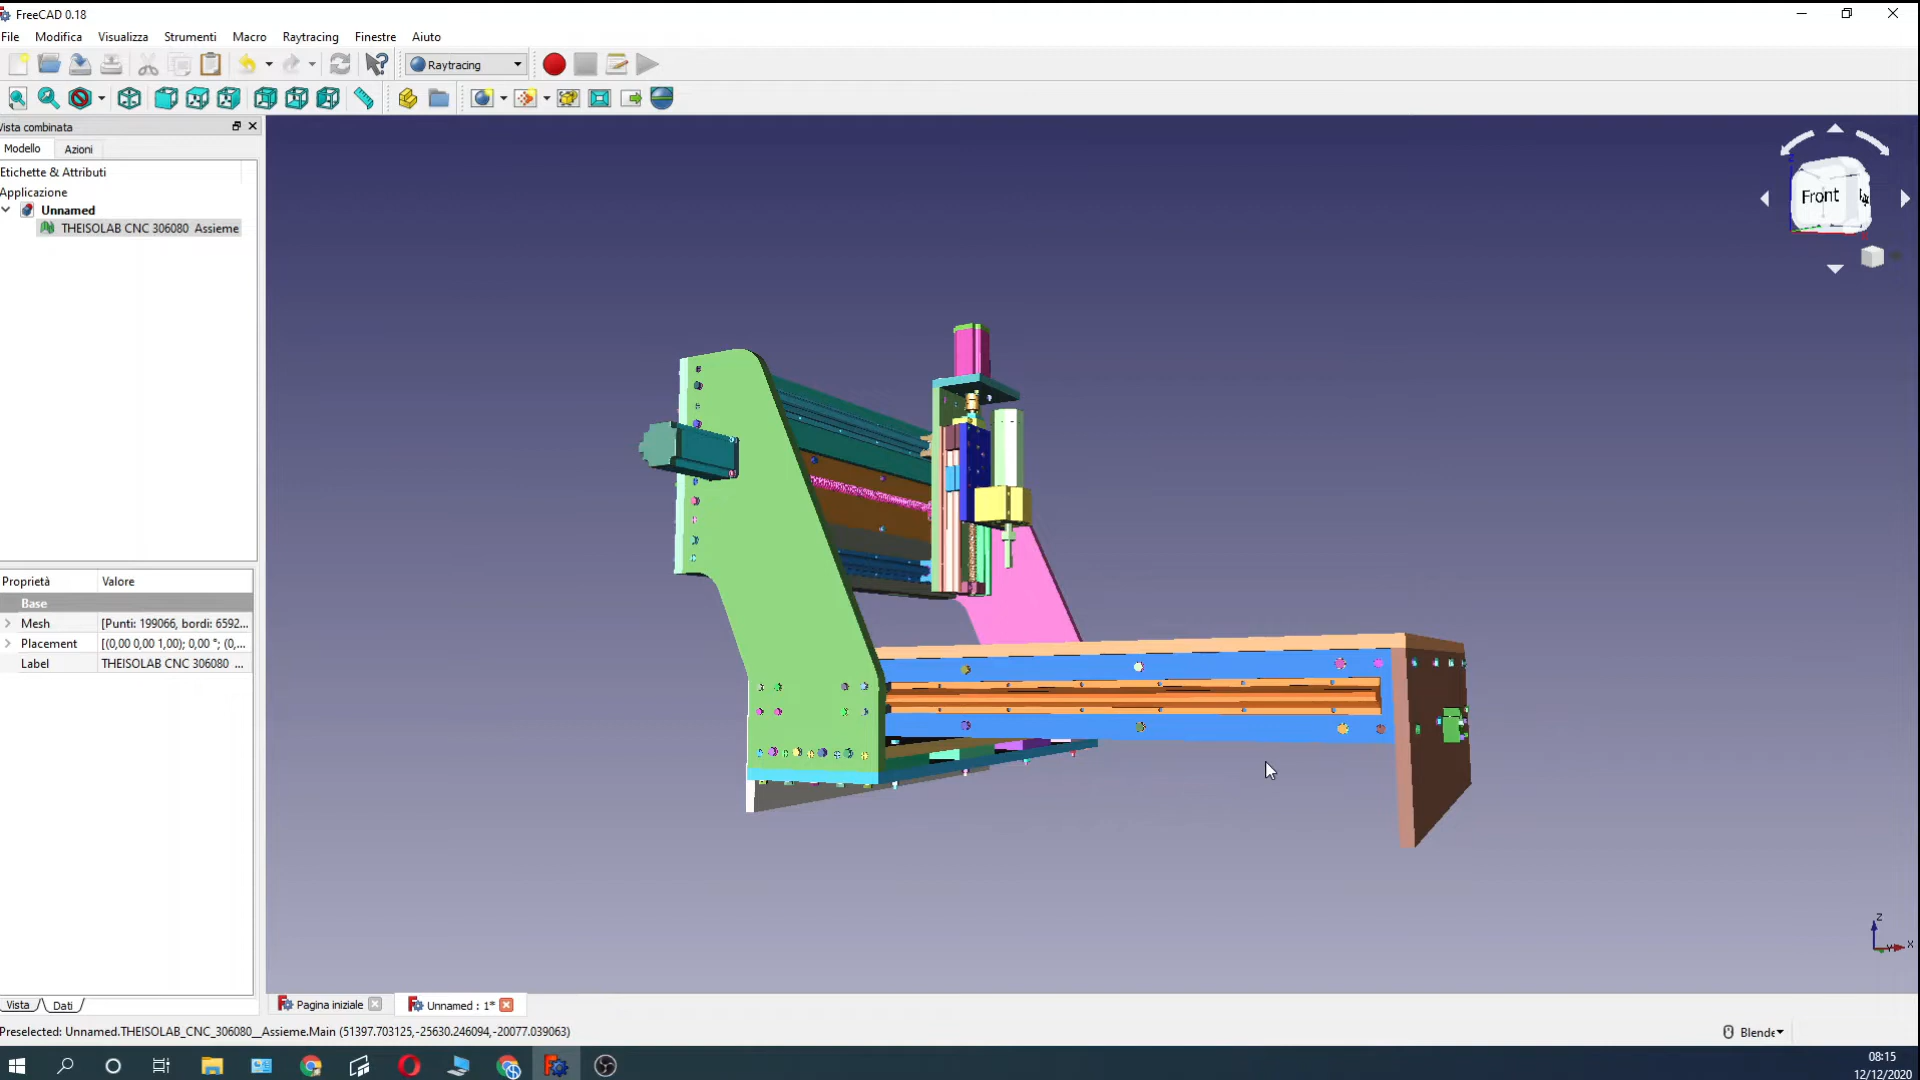 FreeCAD 0.18
File Modifica Visualizza Strumenti Macro Raytracing Finestre Aiuto
Raytracing
Vista combinata
Modello Azioni
Etichette & Attributi
Applicazione
Unnamed
THEISOLAB CNC 306080 Assieme
Front
Proprietà Valore
Base
Mesh [Punti: 199066, bordi: 6592...
Placement [(0,00 0,00 1,00); 0,00 °; (0,...
Label THEISOLAB CNC 306080 ...
Z
X
Vista Dati
Pagina iniziale Unnamed : 1*
Preselected: Unnamed.THEISOLAB_CNC_306080__Assieme.Main (51397.703125,-25630.246094,-20077.039063)
Blende
08:15
12/12/2020